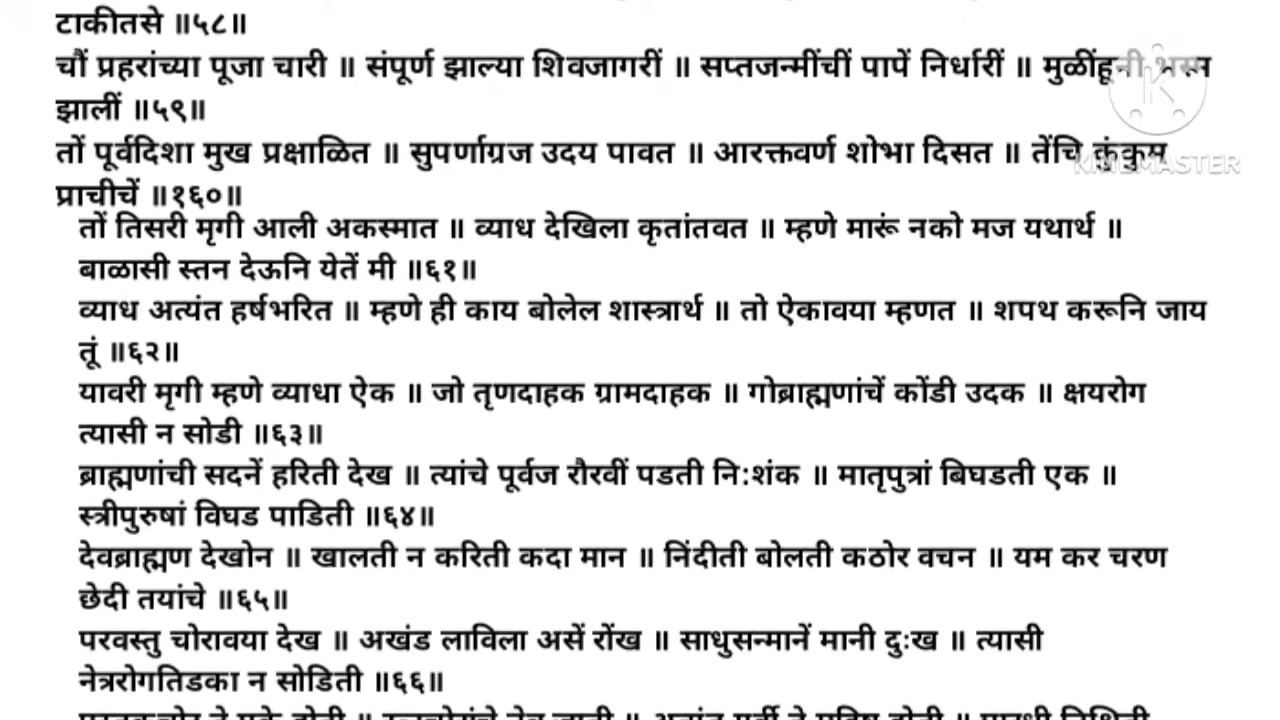 टाकीतसे ॥५८॥
चौं प्रहरांच्या पूजा चारी ॥ संपूर्ण झाल्या शिवजागरीं ॥ सप्तजन्मींचीं पापें निर्धारीं ॥ मुळींहूनी भस्म
झालीं ॥५९॥
तों पूर्वदिशा मुख प्रक्षाळित ॥ सुपर्णाग्रज उदय पावत ॥ आरक्तवर्ण शोभा दिसत ॥ तेंचि कुंकुम
प्राचीचें ॥१६०॥
तों तिसरी मृगी आली अकस्मात ॥ व्याध देखिला कृतांतवत ॥ म्हणे मारूं नको मज यथार्थ ॥
बाळासी स्तन देऊनि येतें मी ॥६१॥
व्याध अत्यंत हर्षभरित ॥ म्हणे ही काय बोलेल शास्त्रार्थ ॥ तो ऐकावया म्हणत ॥ शपथ करूनि जाय
तूं ॥६२॥
यावरी मृगी म्हणे व्याधा ऐक ॥ जो तृणदाहक ग्रामदाहक ॥ गोब्राह्मणांचें कोंडी उदक ॥ क्षयरोग
त्यासी न सोडी ॥६३॥
ब्राह्मणांची सदनें हरिती देख ॥ त्यांचे पूर्वज रौरवीं पडती नि:शंक ॥ मातृपुत्रां बिघडती एक ॥
स्त्रीपुरुषां विघड पाडिती ॥६४॥
देवब्राह्मण देखोन ॥ खालती न करिती कदा मान ॥ निंदीती बोलती कठोर वचन ॥ यम कर चरण
छेदी तयांचे ॥६५॥
परवस्तु चोरावया देख ॥ अखंड लाविला असें रोंख ॥ साधुसन्मानें मानी दुःख ॥ त्यासी
नेत्ररोगतिडका न सोडिती ॥६६॥
KINEMASTER